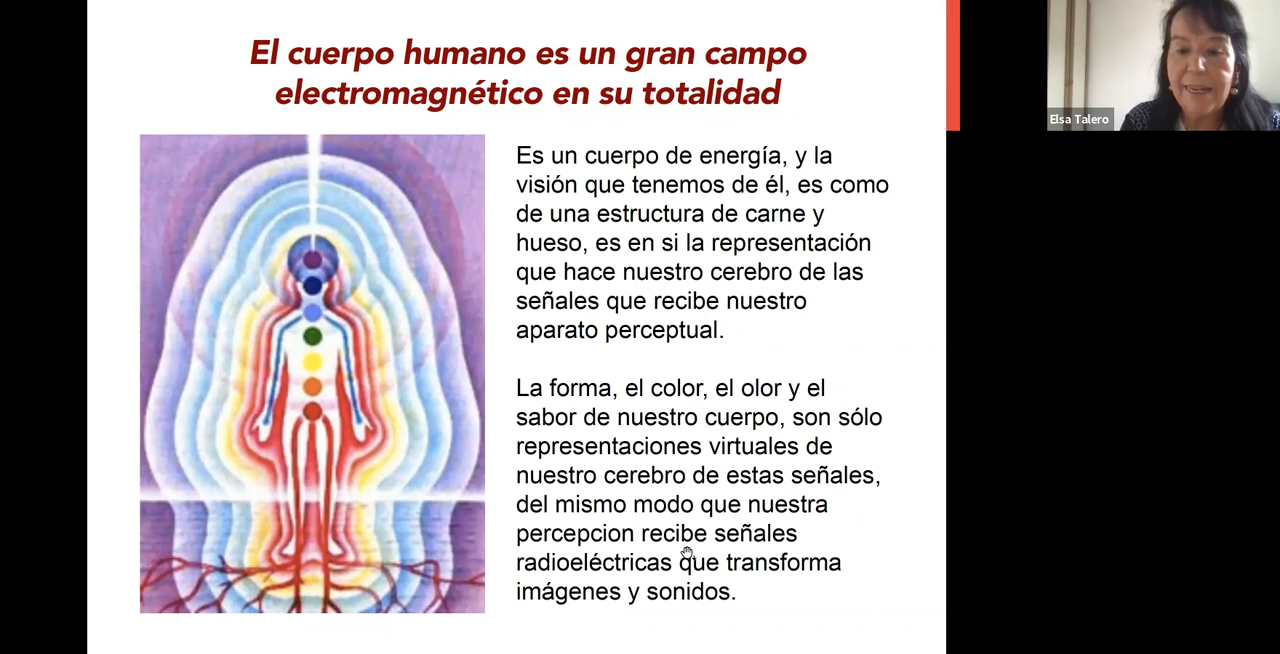 El cuerpo humano es un gran campo
electromagnético en su totalidad
Es un cuerpo de energía, y la
visión que tenemos de él, es como
de una estructura de carne y
hueso, es en si la representación
que hace nuestro cerebro de las
señales que recibe nuestro
aparato perceptual.
La forma, el color, el olor y el
sabor de nuestro cuerpo, son sólo
representaciones virtuales de
nuestro cerebro de estas señales,
del mismo modo que nuestra
percepcion recibe señales
radioeléctricas que transforma
imágenes y sonidos.
Elsa Talero